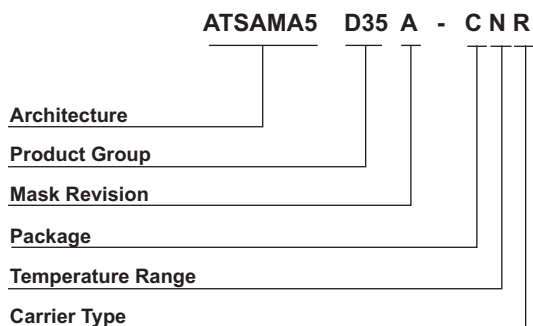 ATSAMA5 D35 A - C N R
Architecture
Product Group
Mask Revision
Package
Temperature Range
Carrier Type